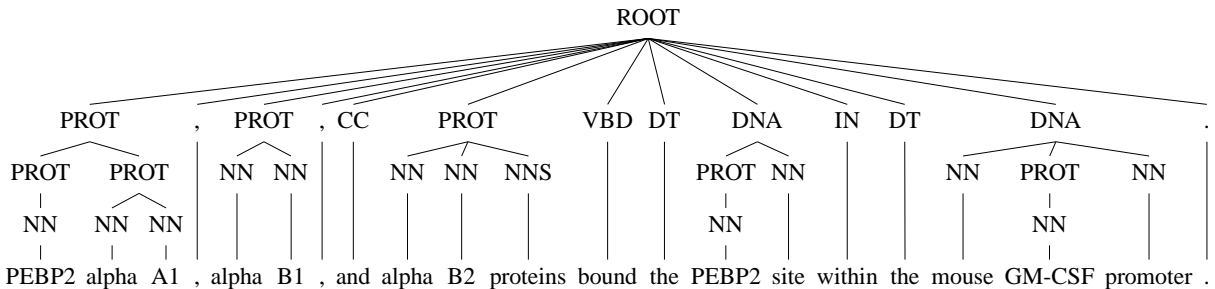 ROOT
PROT , PROT , CC PROT VBD DT DNA IN DT DNA .
PROT PROT NN NN NN NN NNS PROT NN NN PROT NN
NN NN NN NN NN
PEBP2 alpha A1 , alpha B1 , and alpha B2 proteins bound the PEBP2 site within the mouse GM-CSF promoter .